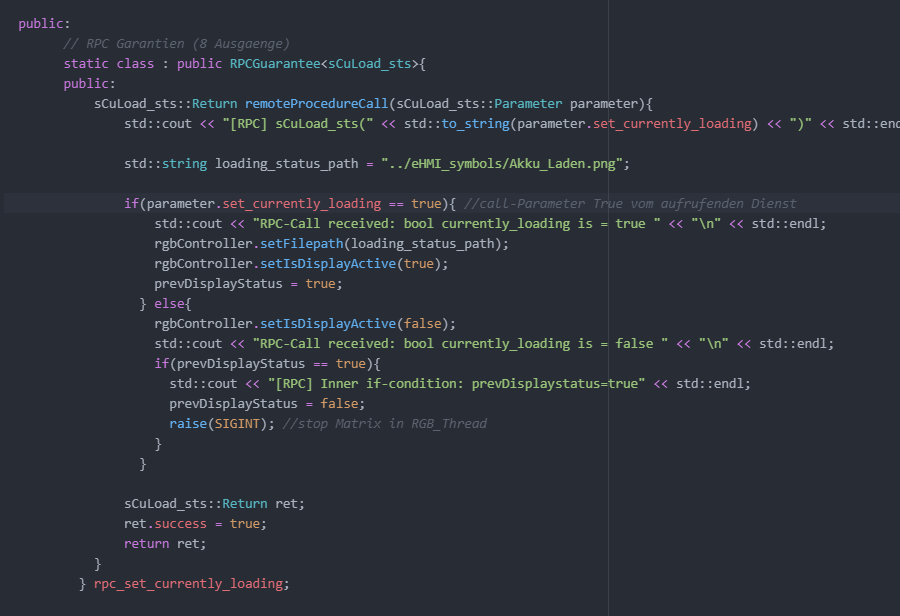 public:
// RPC Garantien (8 Ausgaenge)
static class : public RPCGuarantee<sCuLoad_sts>{
public:
sCuLoad_sts::Return remoteProcedureCall(sCuLoad_sts::Parameter parameter){
std::cout << "[RPC] sCuLoad_sts(" << std::to_string(parameter.set_currently_loading) << ")" << std::end
std::string loading_status_path = "../eHMI_symbols/Akku_Laden.png";
if(parameter.set_currently_loading == true){ //call-Parameter True vom aufrufenden Dienst
std::cout << "RPC-Call received: bool currently_loading is = true " << "\n" << std::endl;
rgbController.setFilepath(loading_status_path);
rgbController.setIsDisplayActive(true);
prevDisplayStatus = true;
} else{
rgbController.setIsDisplayActive(false);
std::cout << "RPC-Call received: bool currently_loading is = false " << "\n" << std::endl;
if(prevDisplayStatus == true){
std::cout << "[RPC] Inner if-condition: prevDisplaystatus=true" << std::endl;
prevDisplayStatus = false;
raise(SIGINT); //stop Matrix in RGB_Thread
}
}
sCuLoad_sts::Return ret;
ret.success = true;
return ret;
}
} rpc_set_currently_loading;